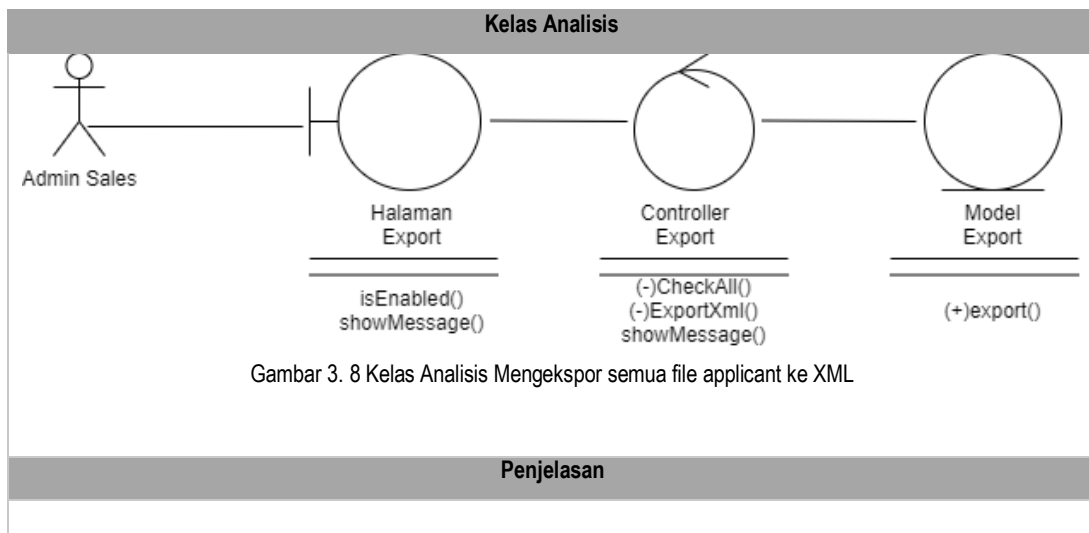 Kelas Analisis
Admin Sales
Halaman
Export
isEnabled()
showMessage()
Controller
Export
(-)CheckAll()
(-)ExportXml()
showMessage()
Model
Export
(+)export()
Gambar 3. 8 Kelas Analisis Mengekspor semua file applicant ke XML
Penjelasan